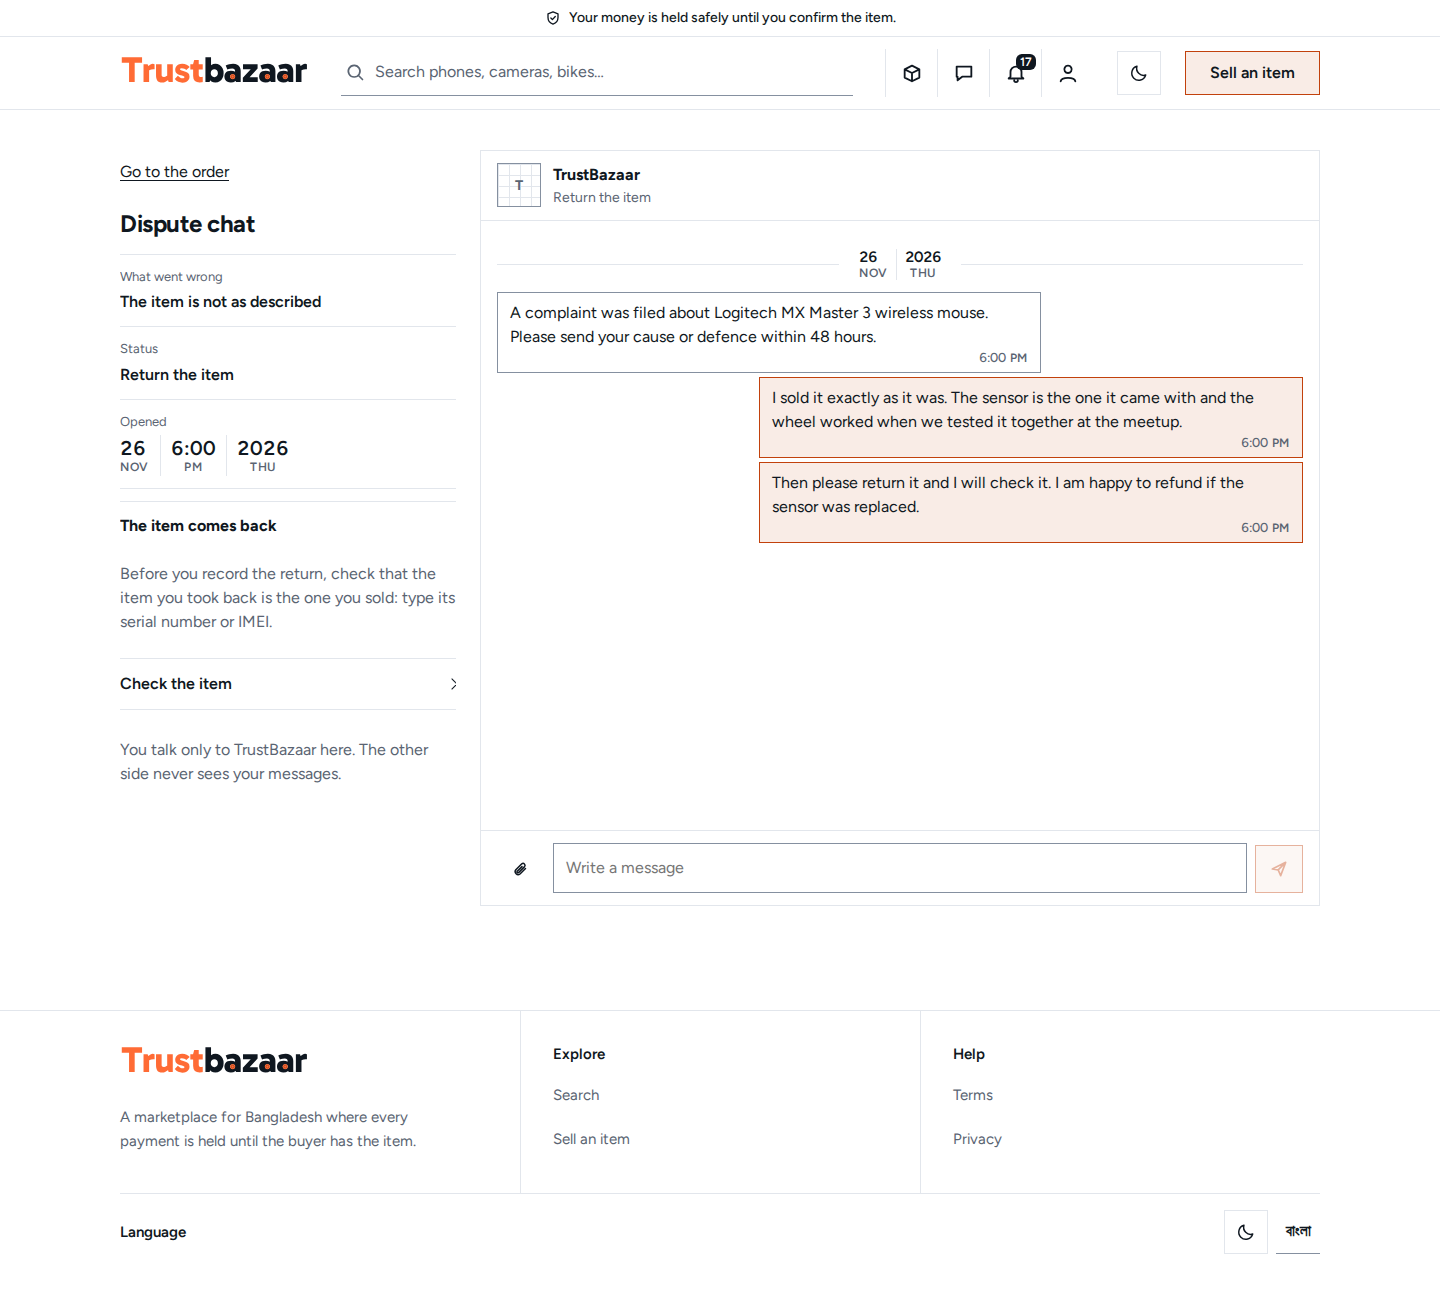 Your money is held safely until you confirm the item.
Trustbazaar
Search phones, cameras, bikes...
17
Sell an item
Go to the order
Dispute chat
What went wrong
The item is not as described
Status
Return the item
Opened
26 6:00 2026
NOV PM THU
The item comes back
Before you record the return, check that the
item you took back is the one you sold: type its
serial number or IMEI.
Check the item
You talk only to TrustBazaar here. The other
side never sees your messages.
T
TrustBazaar
Return the item
26 2026
NOV THU
A complaint was filed about Logitech MX Master 3 wireless mouse.
Please send your cause or defence within 48 hours.
6:00 PM
I sold it exactly as it was. The sensor is the one it came with and the
wheel worked when we tested it together at the meetup.
6:00 PM
Then please return it and I will check it. I am happy to refund if the
sensor was replaced.
6:00 PM
Write a message
Trustbazaar
A marketplace for Bangladesh where every
payment is held until the buyer has the item.
Explore
Search
Sell an item
Help
Terms
Privacy
Language
বাংলা